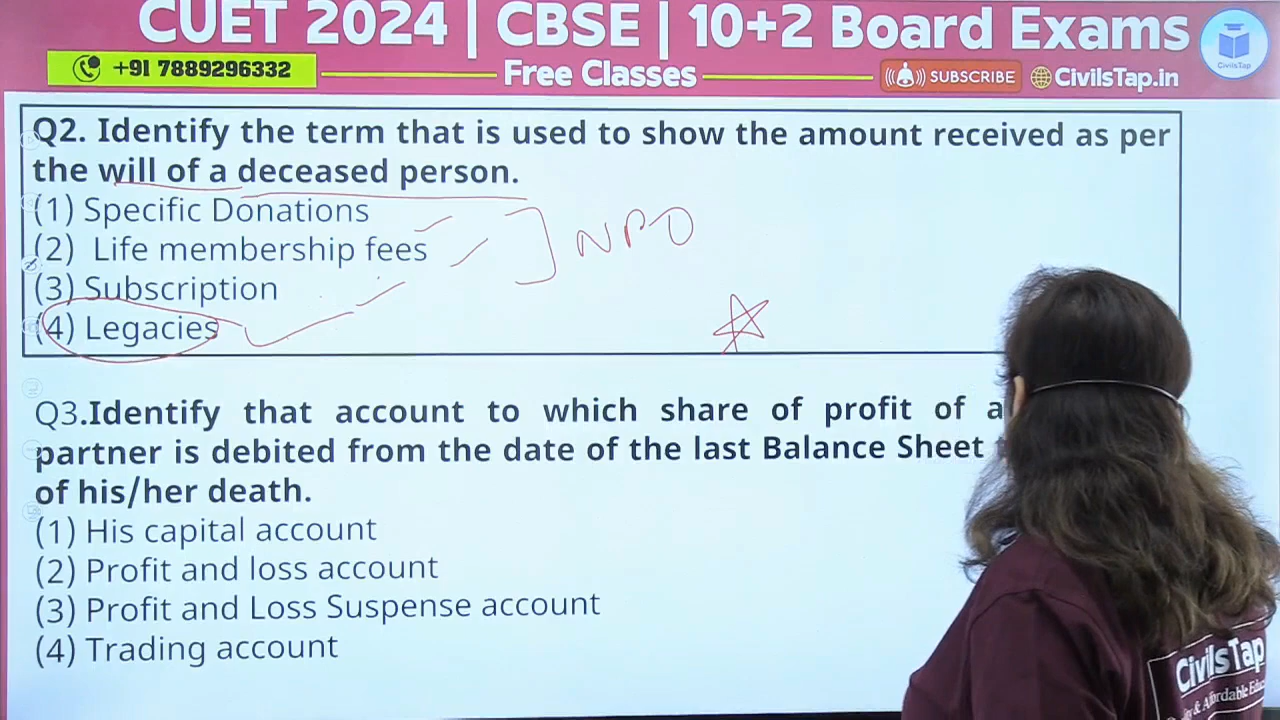 CUET 2024 | CBSE | 10+2 Board Exams
+91 7889296332
Free Classes
SUBSCRIBE
CivilsTap.in
CivilsTap
Q2. Identify the term that is used to show the amount received as per
the will of a deceased person.
(1) Specific Donations
(2) Life membership fees
(3) Subscription
(4) Legacies
NPO
Q3.Identify that account to which share of profit of a
partner is debited from the date of the last Balance Sheet
of his/her death.
(1) His capital account
(2) Profit and loss account
(3) Profit and Loss Suspense account
(4) Trading account
CivilsTap